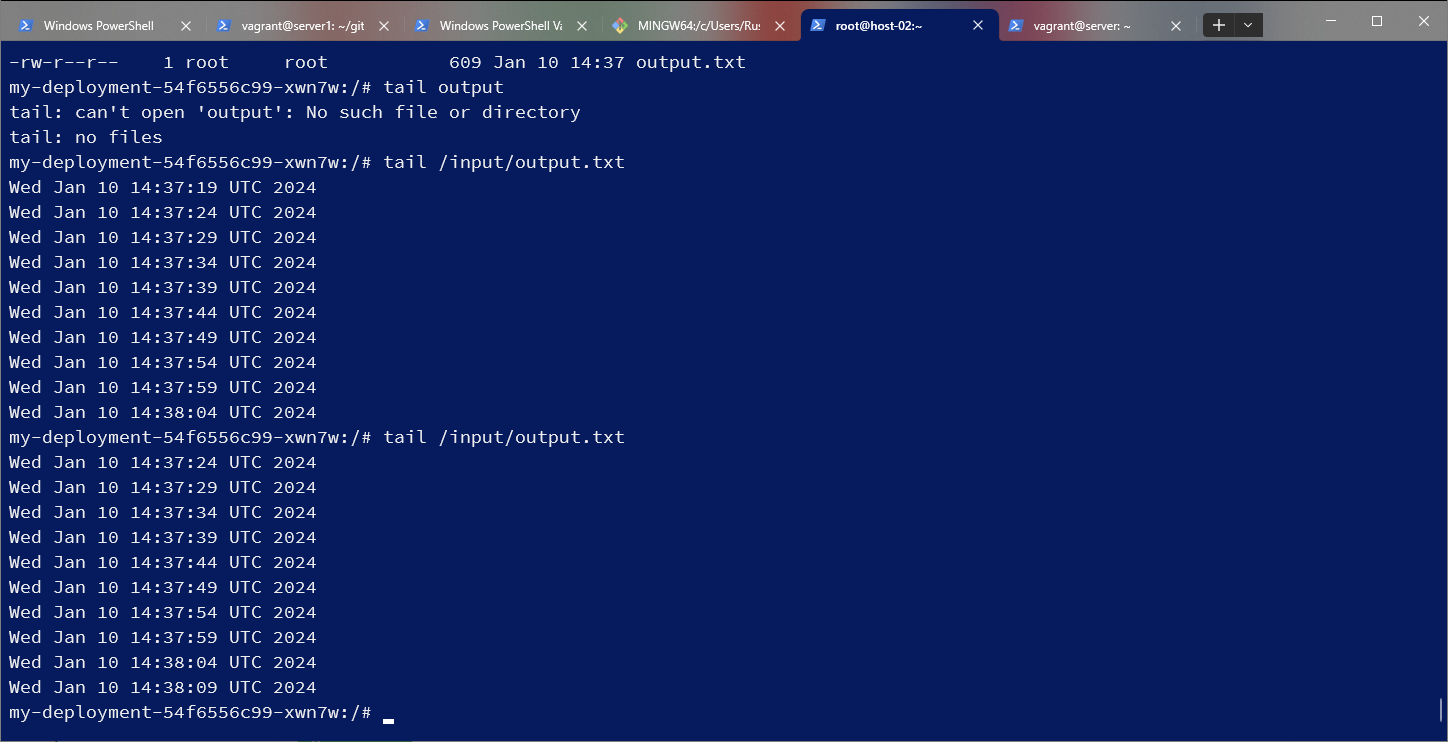 Windows PowerShell
vagrant@server1: ~/git
Windows PowerShell Va
MINGW64:/c/Users/Rus
root@host-02:~
vagrant@server: ~
-rw-r--r--    1 root     root           609 Jan 10 14:37 output.txt
my-deployment-54f6556c99-xwn7w:/# tail output
tail: can't open 'output': No such file or directory
tail: no files
my-deployment-54f6556c99-xwn7w:/# tail /input/output.txt
Wed Jan 10 14:37:19 UTC 2024
Wed Jan 10 14:37:24 UTC 2024
Wed Jan 10 14:37:29 UTC 2024
Wed Jan 10 14:37:34 UTC 2024
Wed Jan 10 14:37:39 UTC 2024
Wed Jan 10 14:37:44 UTC 2024
Wed Jan 10 14:37:49 UTC 2024
Wed Jan 10 14:37:54 UTC 2024
Wed Jan 10 14:37:59 UTC 2024
Wed Jan 10 14:38:04 UTC 2024
my-deployment-54f6556c99-xwn7w:/# tail /input/output.txt
Wed Jan 10 14:37:24 UTC 2024
Wed Jan 10 14:37:29 UTC 2024
Wed Jan 10 14:37:34 UTC 2024
Wed Jan 10 14:37:39 UTC 2024
Wed Jan 10 14:37:44 UTC 2024
Wed Jan 10 14:37:49 UTC 2024
Wed Jan 10 14:37:54 UTC 2024
Wed Jan 10 14:37:59 UTC 2024
Wed Jan 10 14:38:04 UTC 2024
Wed Jan 10 14:38:09 UTC 2024
my-deployment-54f6556c99-xwn7w:/#